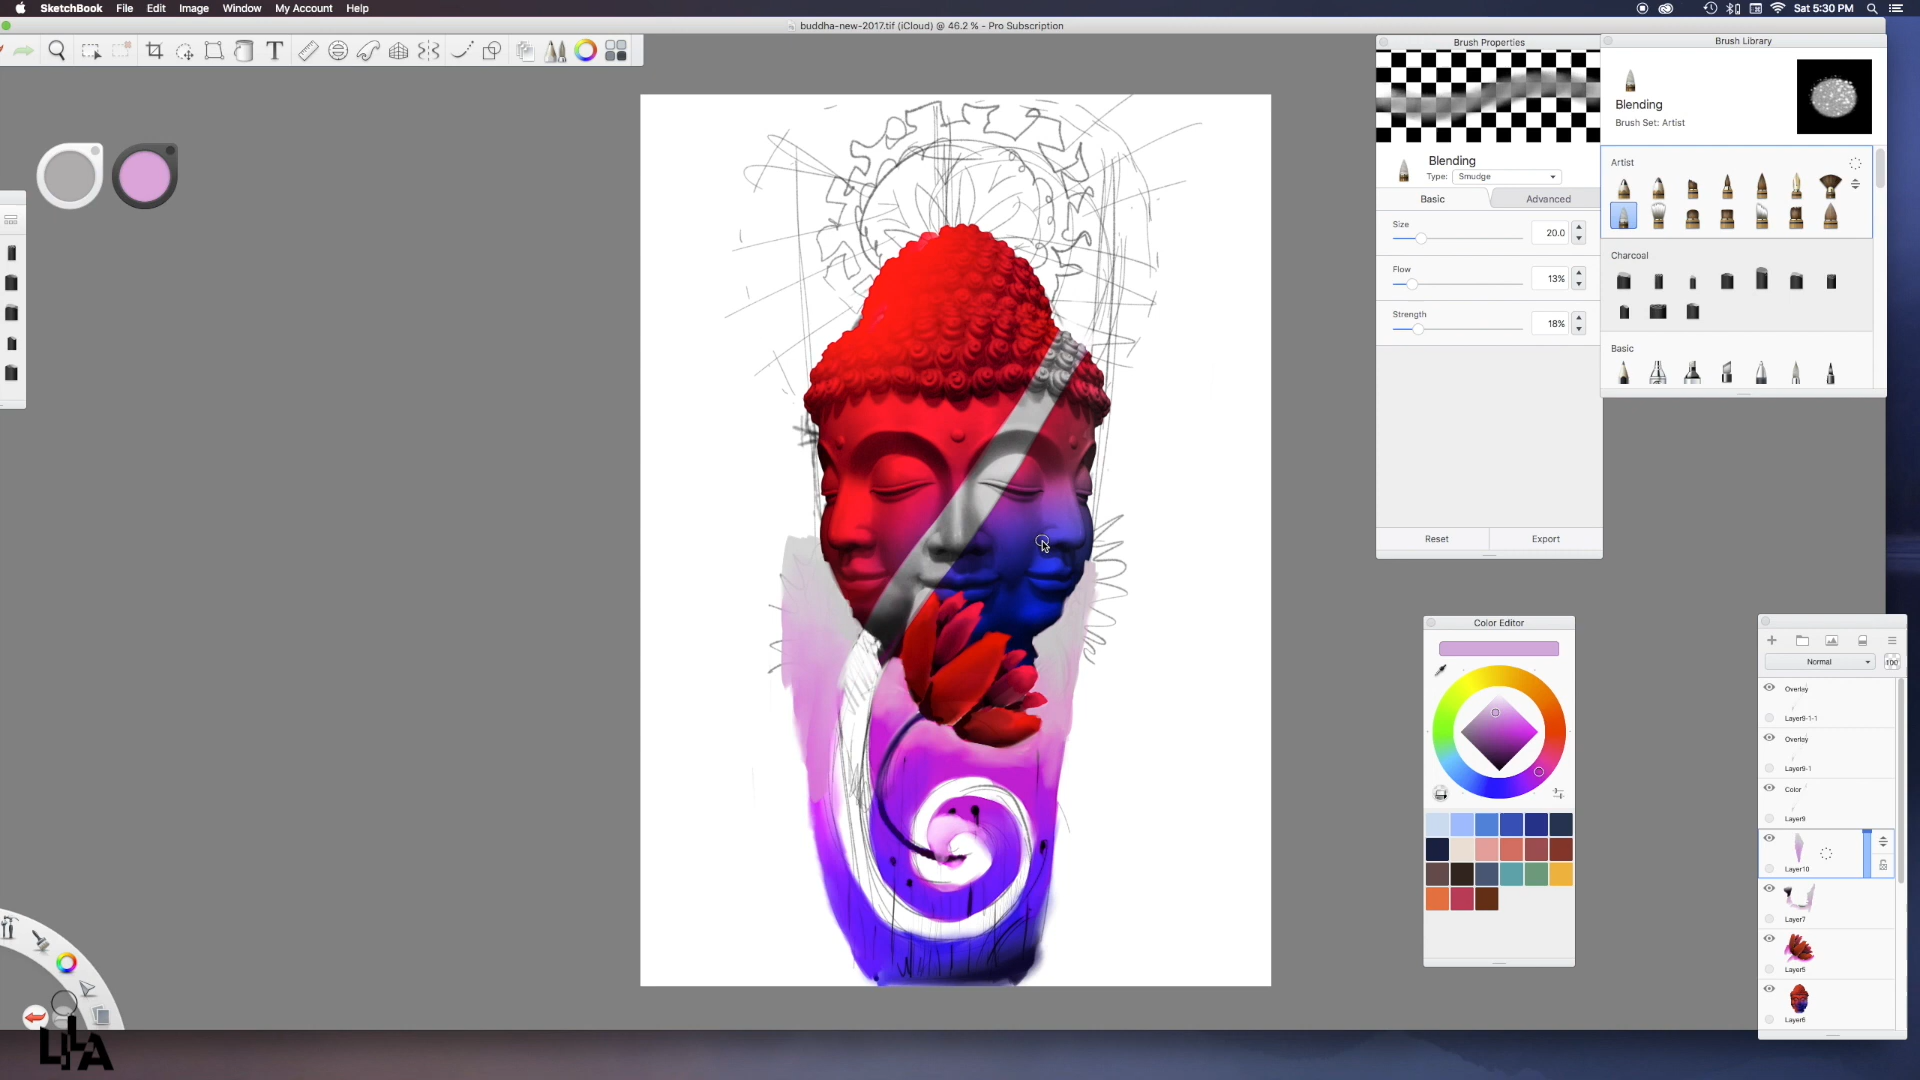 SketchBook File Edit Image Window My Account Help
Sat 5:30 PM
buddha-new-2017.tif (iCloud) @ 46.2 % - Pro Subscription
Brush Properties
Blending
Type: Smudge
Basic Advanced
Size
20.0
Flow
13%
Strength
18%
Reset Export
Brush Library
Blending
Brush Set: Artist
Artist
Charcoal
Basic
Color Editor
Normal
100
Overlay
Layer9-1-1
Overlay
Layer9-1
Color
Layer9
Layer10
Layer7
Layer5
Layer6
LILA